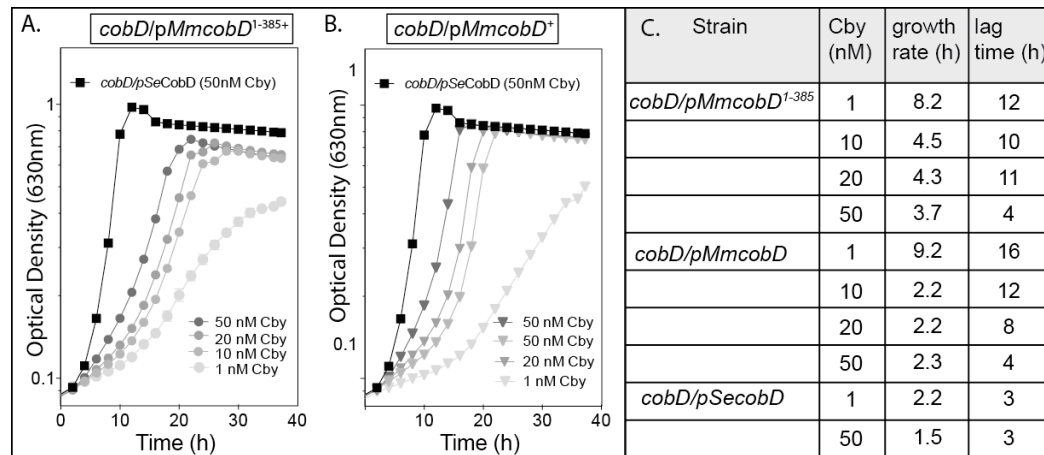 A.
cobD/pMmcobD1-385+
cobD/pSeCobD (50nM Cby)
1
0.1
Optical Density (630nm)
50 nM Cby
20 nM Cby
10 nM Cby
1 nM Cby
0 10 20 30 40
Time (h)
B.
cobD/pMmcobD+
1
cobD/pSeCobD (50nM Cby)
0.1
Optical Density (630nm)
50 nM Cby
50 nM Cby
20 nM Cby
1 nM Cby
0 10 20 30 40
Time (h)
C. Strain Cby (nM) growth rate (h) lag time (h)
cobD/pMmcobD1-385 1 8.2 12
10 4.5 10
20 4.3 11
50 3.7 4
cobD/pMmcobD 1 9.2 16
10 2.2 12
20 2.2 8
50 2.3 4
cobD/pSecobD 1 2.2 3
50 1.5 3